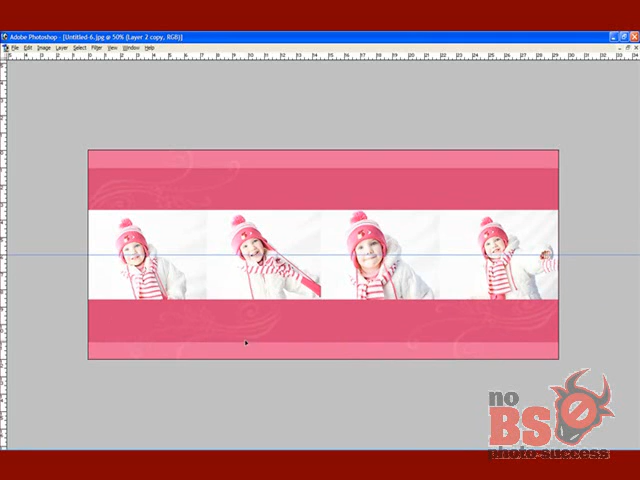 Adobe Photoshop - [Untitled-6.jpg @ 50% (Layer 2 copy, RGB)]
File Edit Image Layer Select Filter View Window Help
no
BS
photo success